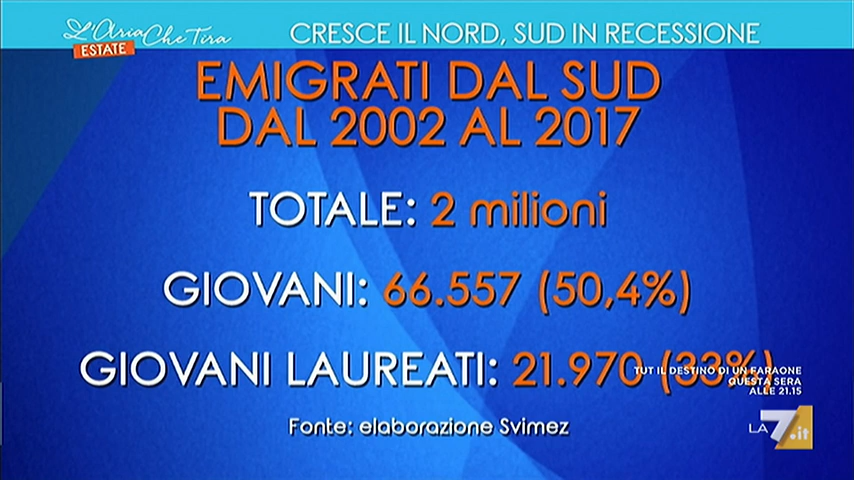 L'Aria Che Tira
ESTATE
CRESCE IL NORD, SUD IN RECESSIONE
EMIGRATI DAL SUD
DAL 2002 AL 2017
TOTALE: 2 milioni
GIOVANI: 66.557 (50,4%)
GIOVANI LAUREATI: 21.970 (33%)
TUT IL DESTINO DI UN FARAONE
QUESTA SERA
ALLE 21.15
Fonte: elaborazione Svimez
LA7.it